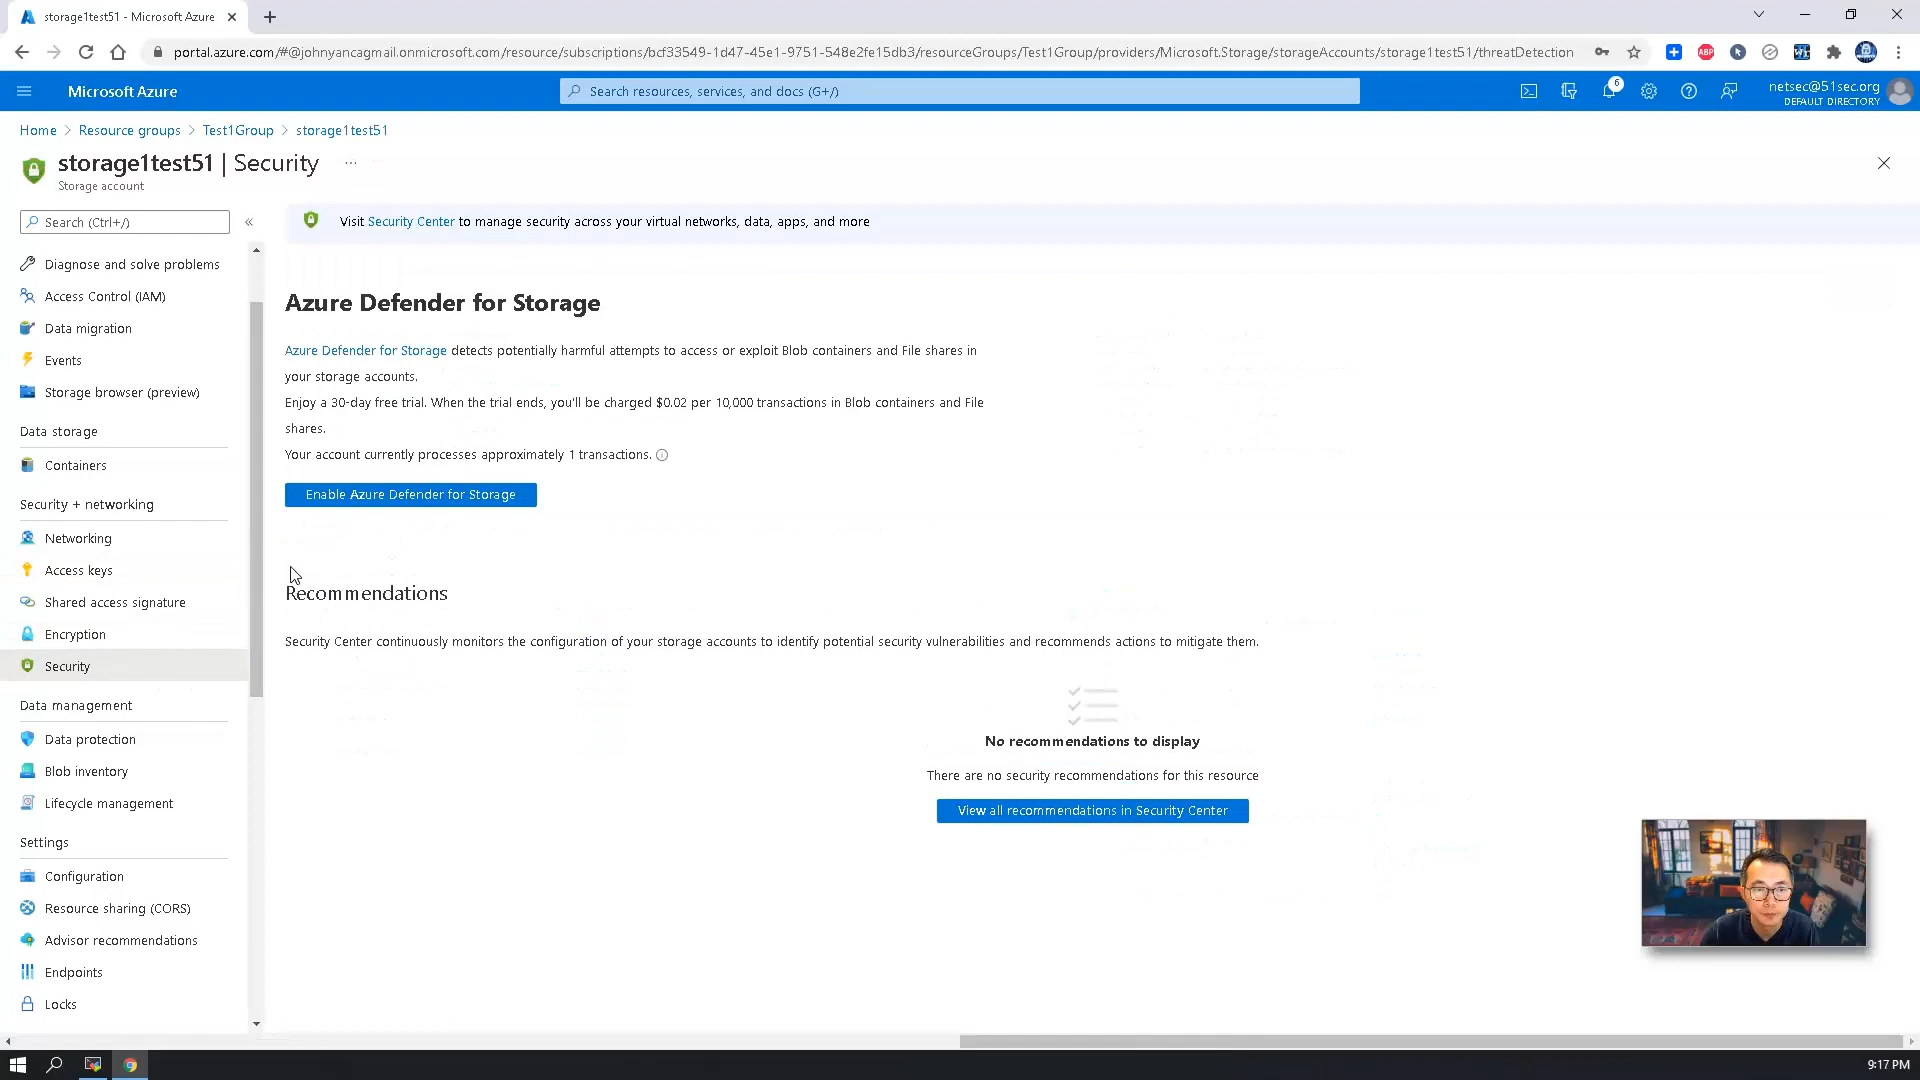 storage1test51 - Microsoft Azure
portal.azure.com/#@johnyancagmail.onmicrosoft.com/resource/subscriptions/bcf33549-1d47-45e1-9751-548e2fe15db3/resourceGroups/Test1Group/providers/Microsoft.Storage/storageAccounts/storage1test51/threatDetection
ABP
Microsoft Azure
Search resources, services, and docs (G+/)
6
netsec@51sec.org
DEFAULT DIRECTORY
Home > Resource groups > Test1Group > storage1test51
storage1test51 | Security ...
Storage account
Search (Ctrl+/)
«
Diagnose and solve problems
Access Control (IAM)
Data migration
Events
Storage browser (preview)
Data storage
Containers
Security + networking
Networking
Access keys
Shared access signature
Encryption
Security
Data management
Data protection
Blob inventory
Lifecycle management
Settings
Configuration
Resource sharing (CORS)
Advisor recommendations
Endpoints
Locks
Visit Security Center to manage security across your virtual networks, data, apps, and more
Azure Defender for Storage
Azure Defender for Storage detects potentially harmful attempts to access or exploit Blob containers and File shares in
your storage accounts.
Enjoy a 30-day free trial. When the trial ends, you'll be charged $0.02 per 10,000 transactions in Blob containers and File
shares.
Your account currently processes approximately 1 transactions.
Enable Azure Defender for Storage
Recommendations
Security Center continuously monitors the configuration of your storage accounts to identify potential security vulnerabilities and recommends actions to mitigate them.
No recommendations to display
There are no security recommendations for this resource
View all recommendations in Security Center
9:17 PM